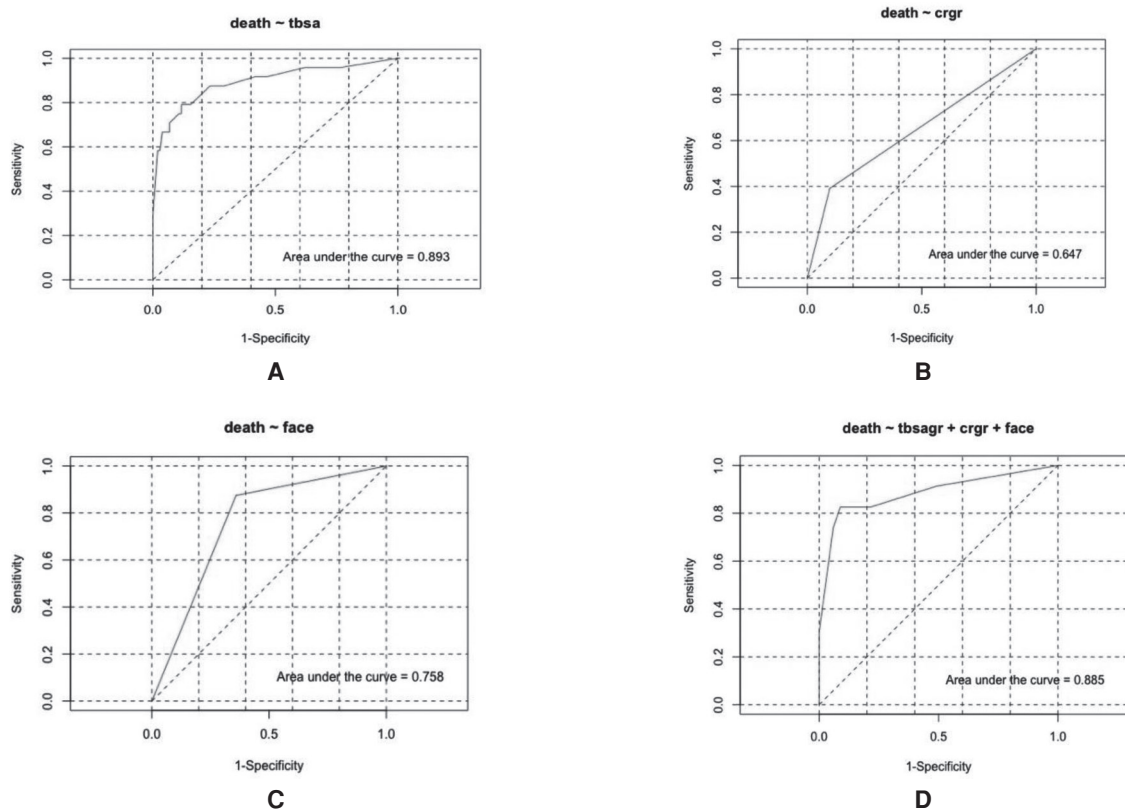 death ~ tbsa
Sensitivity
1.0
0.8
0.6
0.4
0.2
0.0
Area under the curve = 0.893
0.0 0.5 1.0
1-Specificity
A
death ~ crgr
Sensitivity
1.0
0.8
0.6
0.4
0.2
0.0
Area under the curve = 0.647
0.0 0.5 1.0
1-Specificity
B
death ~ face
Sensitivity
1.0
0.8
0.6
0.4
0.2
0.0
Area under the curve = 0.758
0.0 0.5 1.0
1-Specificity
C
death ~ tbsagr + crgr + face
Sensitivity
1.0
0.8
0.6
0.4
0.2
0.0
Area under the curve = 0.885
0.0 0.5 1.0
1-Specificity
D